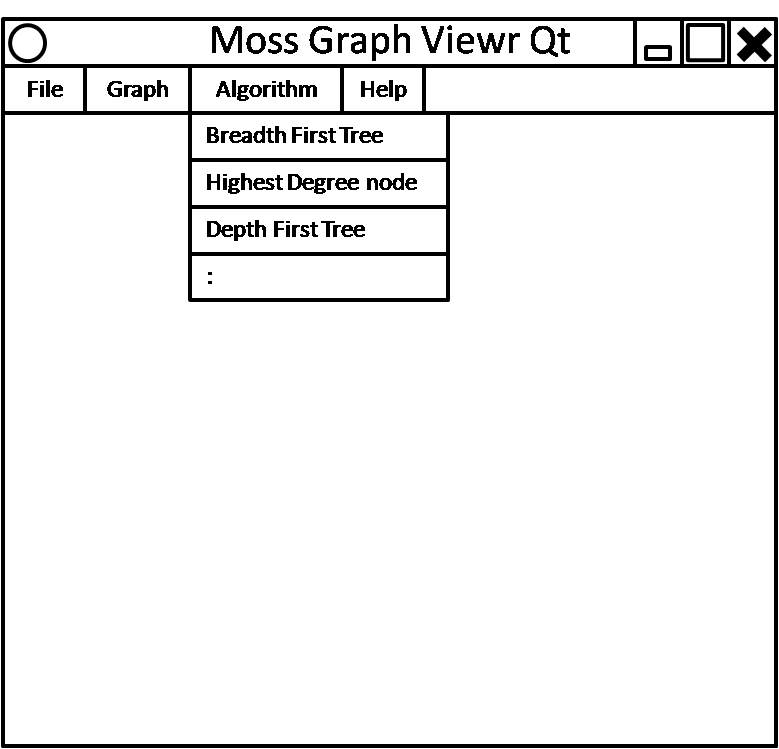 Moss Graph Viewr Qt
File Graph Algorithm Help
Breadth First Tree
Highest Degree node
Depth First Tree
: